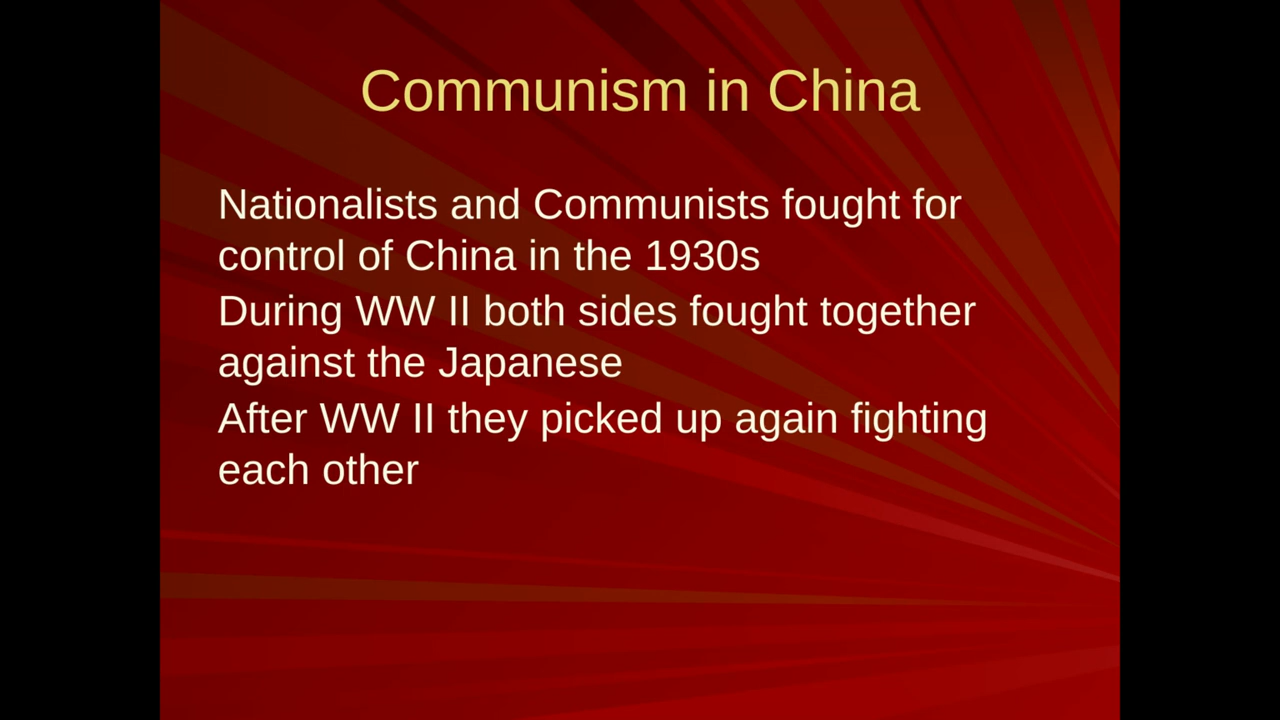 Communism in China
Nationalists and Communists fought for
control of China in the 1930s
During WW II both sides fought together
against the Japanese
After WW II they picked up again fighting
each other